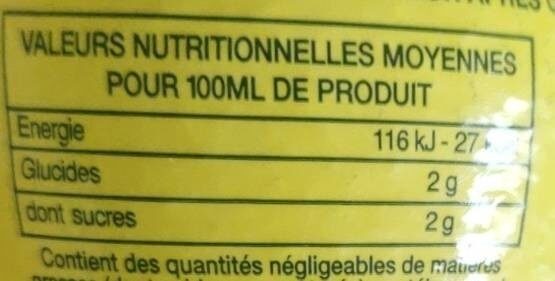 VALEURS NUTRITIONNELLES MOYENNES
POUR 100ML DE PRODUIT
Energie 116 kJ - 27
Glucides 2 g
dont sucres 2 g
Contient des quantités négligeables de matières